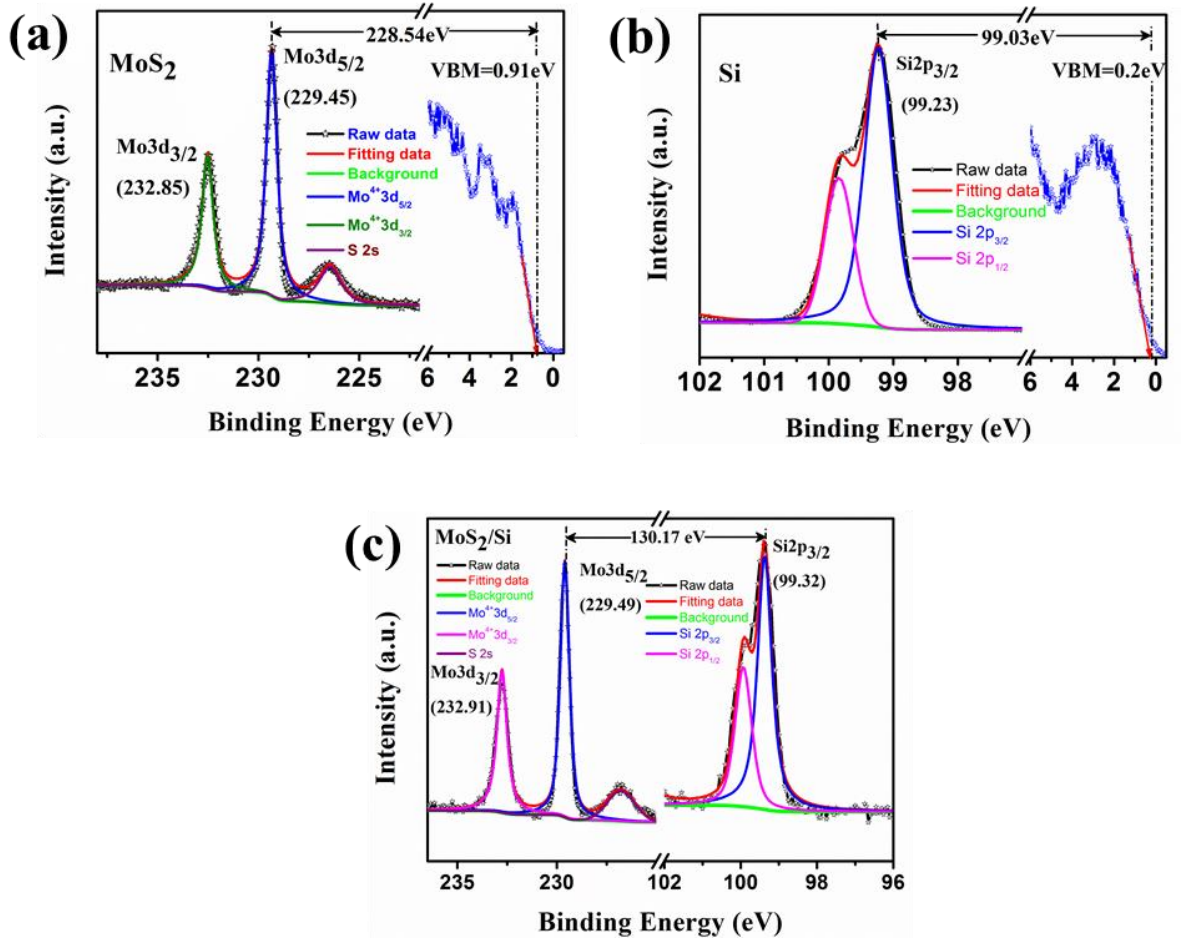 (a)
228.54eV
MoS2
Mo3d5/2
(229.45)
VBM=0.91eV
Mo3d3/2
(232.85)
Raw data
Fitting data
Background
Mo4+3d5/2
Mo4+3d3/2
S 2s
Intensity (a.u.)
235 230 225 6 4 2 0
Binding Energy (eV)
(b)
99.03eV
Si
Si2p3/2
(99.23)
VBM=0.2eV
Raw data
Fitting data
Background
Si 2p3/2
Si 2p1/2
Intensity (a.u.)
102 101 100 99 98 6 4 2 0
Binding Energy (eV)
(c)
MoS2/Si
130.17 eV
Si2p3/2
(99.32)
Raw data
Fitting data
Background
Mo4+3d5/2
Mo4+3d3/2
S 2s
Mo3d5/2
(229.49)
Raw data
Fitting data
Background
Si 2p3/2
Si 2p1/2
Mo3d3/2
(232.91)
Intensity (a.u.)
235 230 102 100 98 96
Binding Energy (eV)